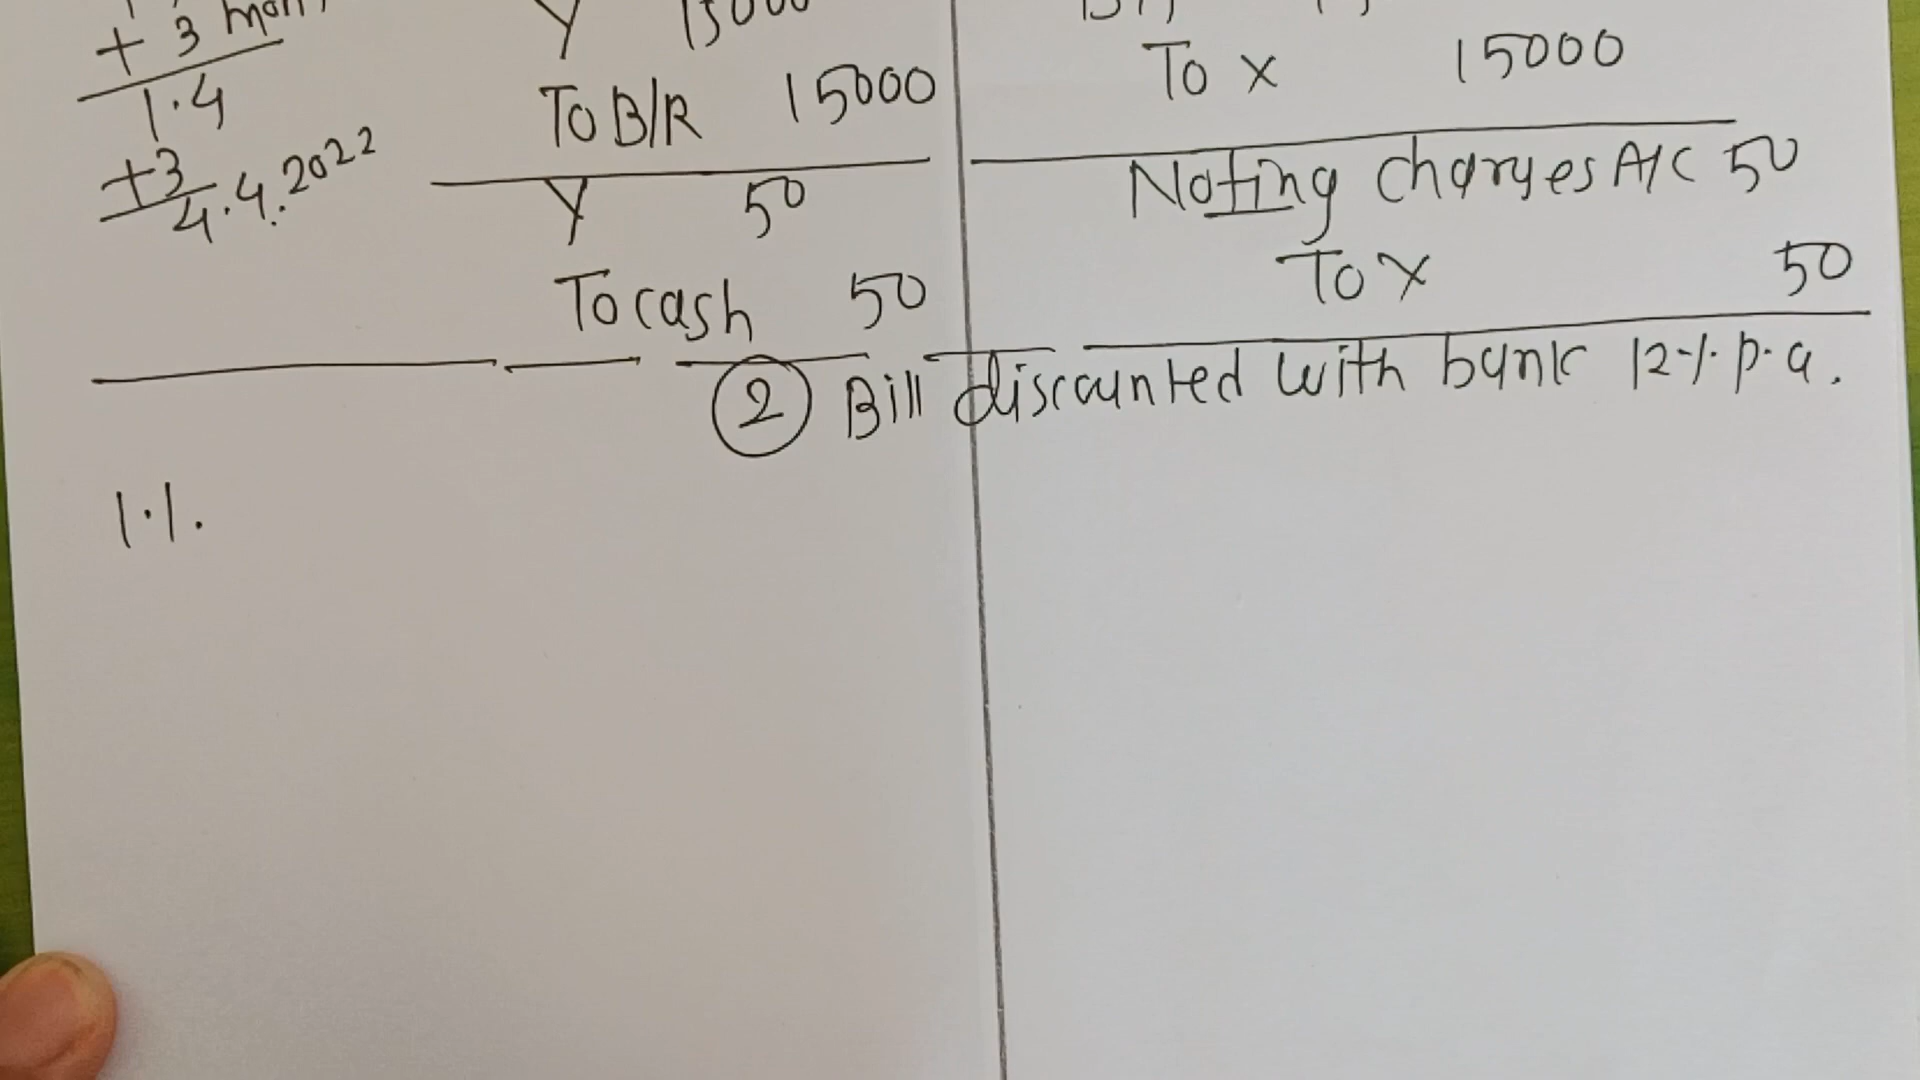 + 3 mon
Y 15000
To X 15000
1.4
To B/R 15000
+3
4.4.2022
Noting Charges A/C 50
Y 50
To X 50
To cash 50
② Bill discounted with bank 12% p.a.
1.1.